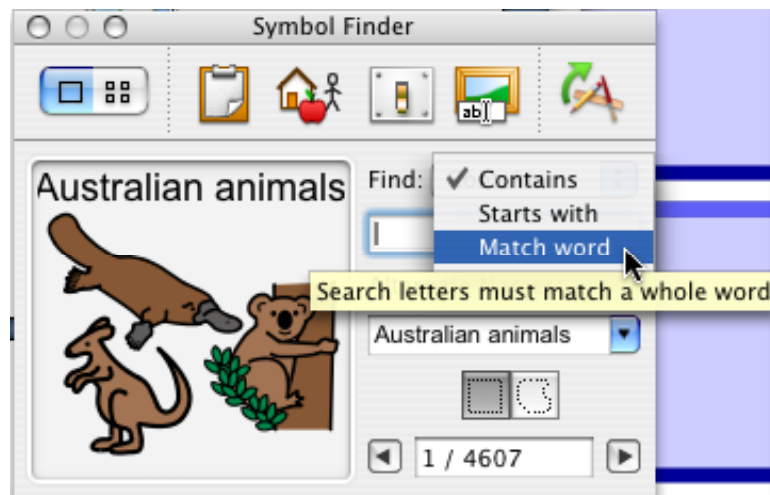 Symbol Finder
ab
Australian animals
Find:
✓ Contains
Starts with
Match word
Search letters must match a whole word
Australian animals
1 / 4607